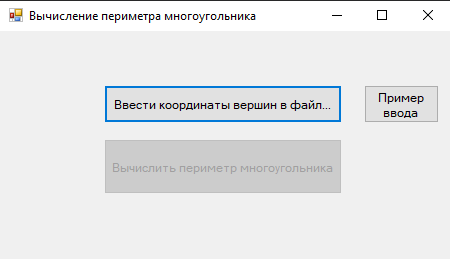 Вычисление периметра многоугольника
Ввести координаты вершин в файл...
Пример
ввода
Вычислить периметр многоугольника